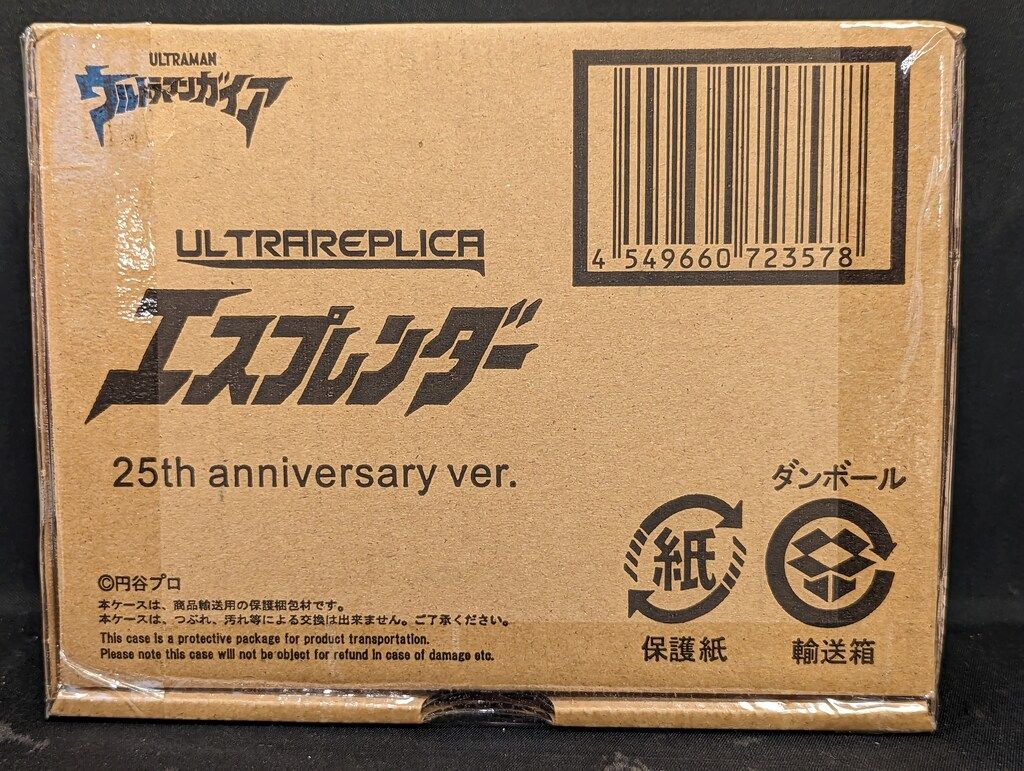 ULTRAMAN
ウルトラマンガイア
4 549660 723578
ULTRAREPLICA
エスプレンダー
25th anniversary ver.
ダンボール
紙
保護紙
輸送箱
©円谷プロ
本ケースは、商品輸送用の保護梱包材です。
本ケースは、つぶれ、汚れ等による交換は出来ません。ご了承ください。
This case is a protective package for product transportation.
Please note this case will not be object for refund in case of damage etc.